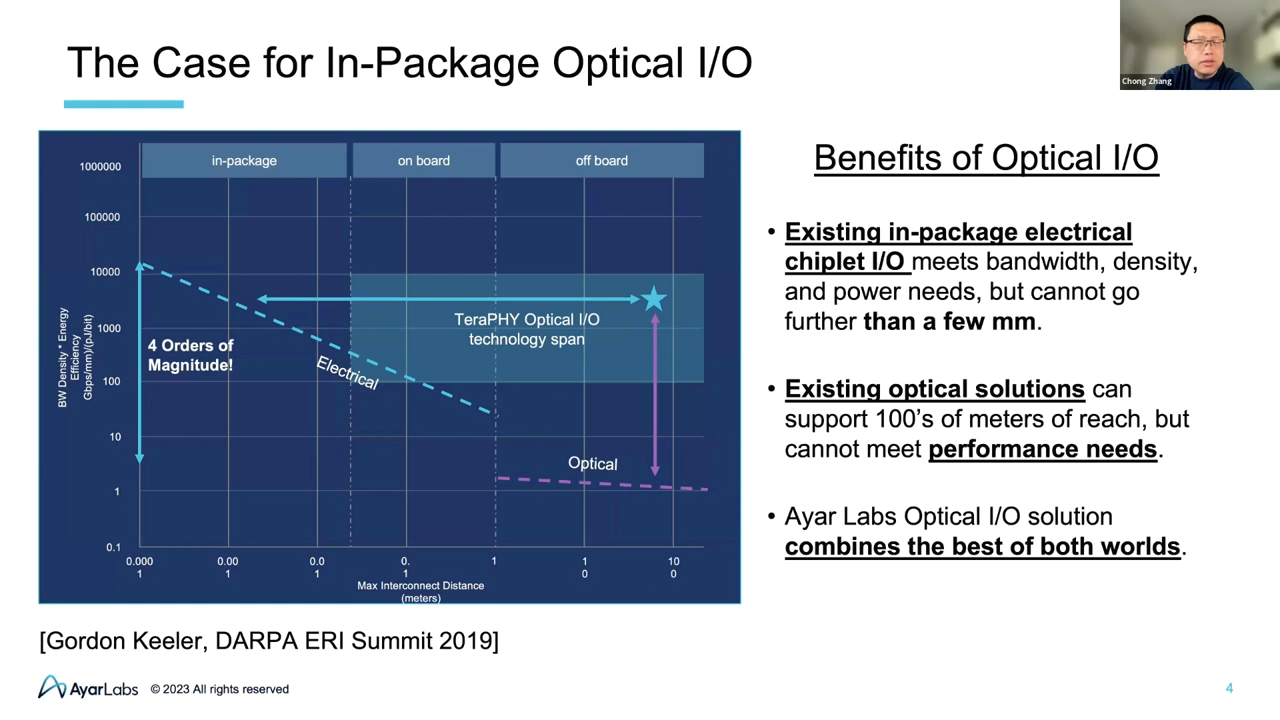 The Case for In-Package Optical I/O
Chong Zhang
in-package
on board
off board
1000000
100000
10000
1000
100
10
1
0.1
BW Density * Energy
Efficiency
Gbps/mm)/(pJ/bit)
4 Orders of
Magnitude!
Electrical
TeraPHY Optical I/O
technology span
Optical
0.000
1
0.00
01
0.0
1
0.
1
1
1
0
10
0
Max Interconnect Distance
(meters)
[Gordon Keeler, DARPA ERI Summit 2019]
Benefits of Optical I/O
• Existing in-package electrical
chiplet I/O meets bandwidth, density,
and power needs, but cannot go
further than a few mm.
• Existing optical solutions can
support 100's of meters of reach, but
cannot meet performance needs.
• Ayar Labs Optical I/O solution
combines the best of both worlds.
AyarLabs
© 2023 All rights reserved
4